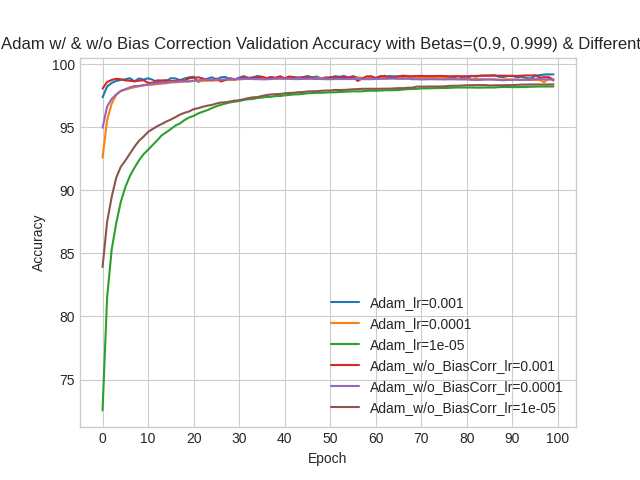 Adam w/ & w/o Bias Correction Validation Accuracy with Betas=(0.9, 0.999) & Different
100
95
90
85
80
75
Accuracy
Adam_lr=0.001
Adam_lr=0.0001
Adam_lr=1e-05
Adam_w/o_BiasCorr_lr=0.001
Adam_w/o_BiasCorr_lr=0.0001
Adam_w/o_BiasCorr_lr=1e-05
0 10 20 30 40 50 60 70 80 90 100
Epoch